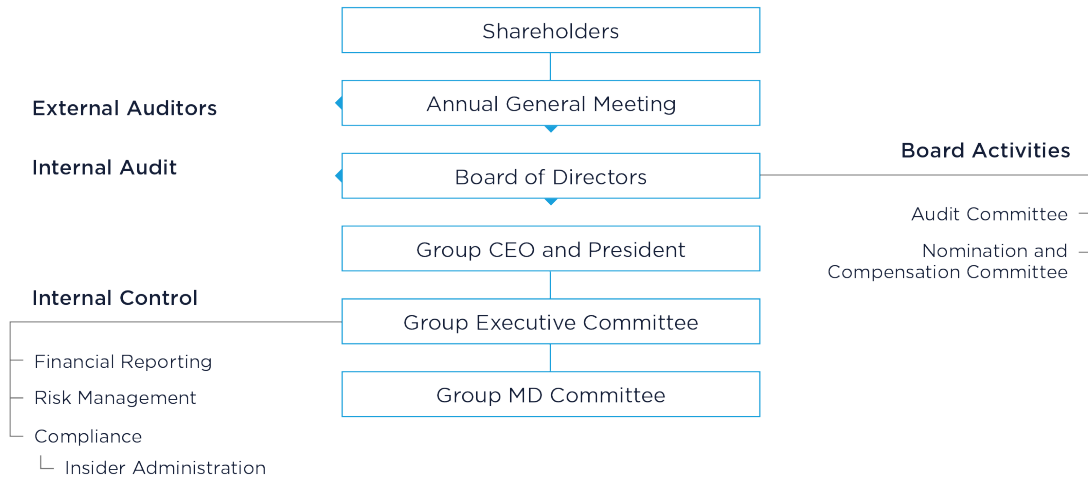 Shareholders
External Auditors
Annual General Meeting
Internal Audit
Board of Directors
Board Activities
Audit Committee
Nomination and
Compensation Committee
Group CEO and President
Internal Control
Group Executive Committee
Financial Reporting
Risk Management
Compliance
Insider Administration
Group MD Committee